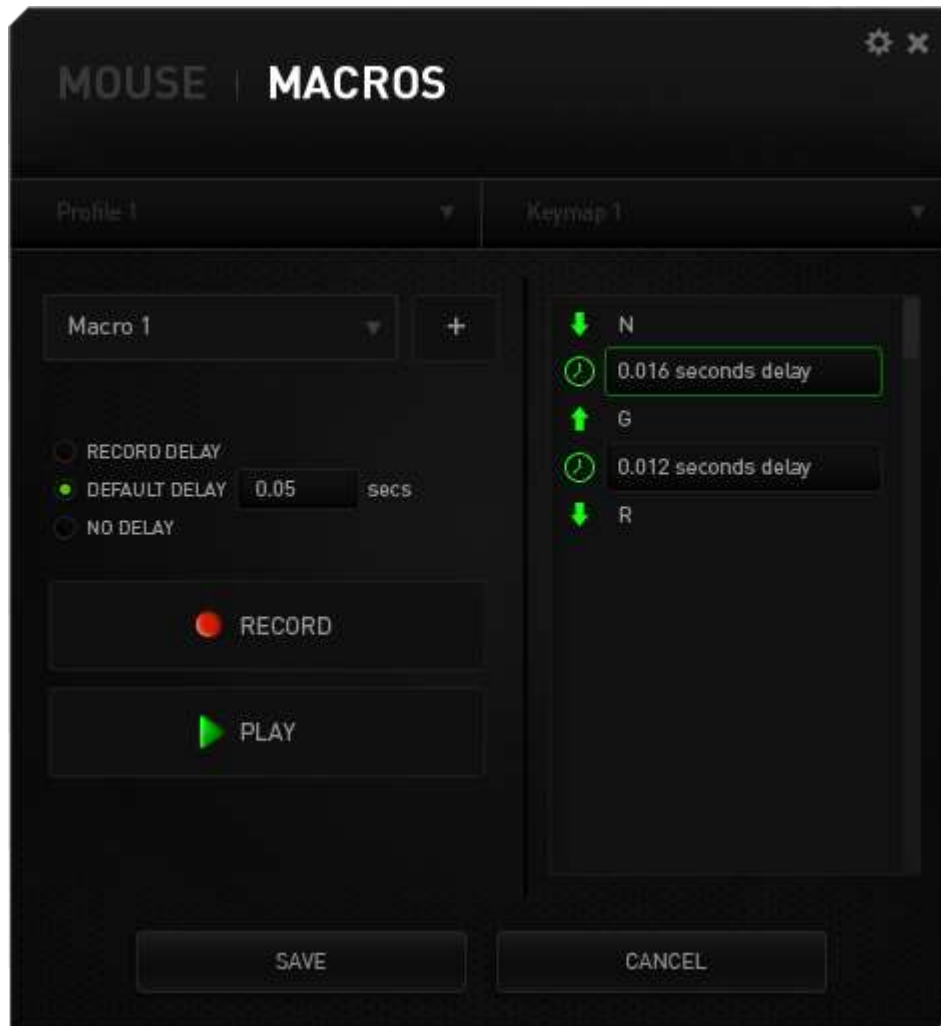 MOUSE | MACROS
Profile 1
Keymap 1
Macro 1
+
RECORD DELAY
DEFAULT DELAY 0.05 secs
NO DELAY
RECORD
PLAY
N
0.016 seconds delay
G
0.012 seconds delay
R
SAVE
CANCEL